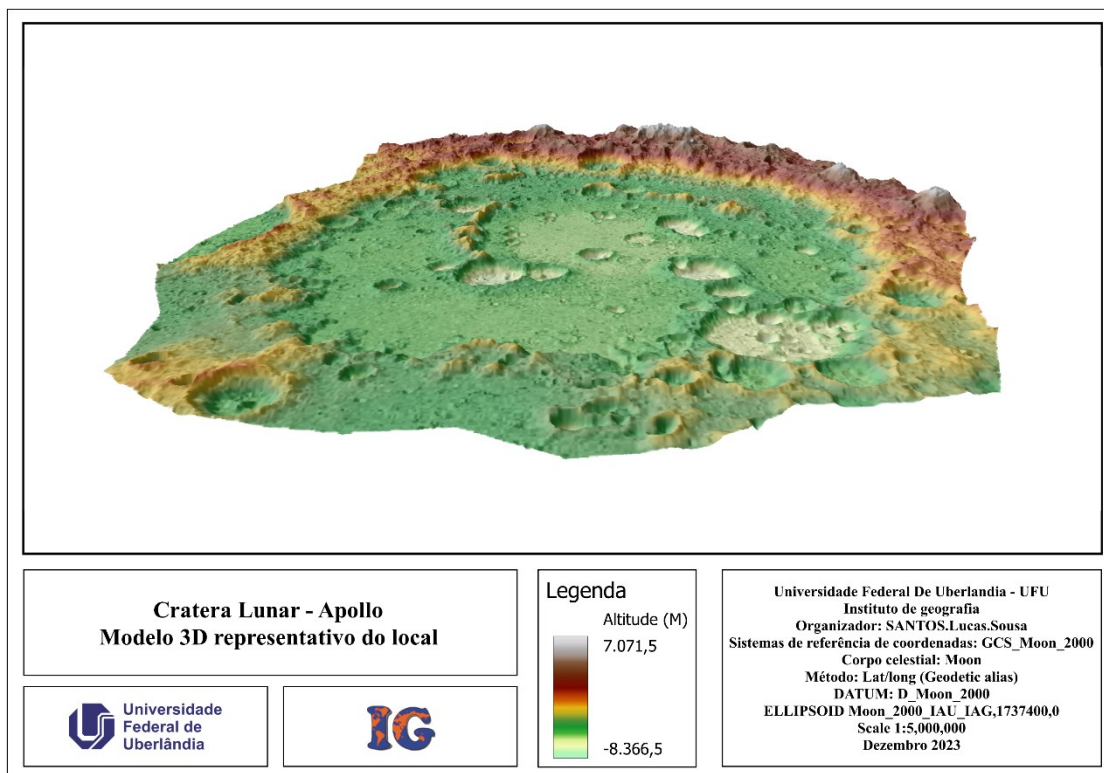 Cratera Lunar - Apollo
Modelo 3D representativo do local
Universidade
Federal de
Uberlândia
IG
Legenda
Altitude (M)
7.071,5
-8.366,5
Universidade Federal De Uberlandia - UFU
Instituto de geografia
Organizador: SANTOS.Lucas.Sousa
Sistemas de referência de coordenadas: GCS_Moon_2000
Corpo celestial: Moon
Método: Lat/long (Geodetic alias)
DATUM: D_Moon_2000
ELLIPSOID Moon_2000_IAU_IAG,1737400,0
Scale 1:5,000,000
Dezembro 2023